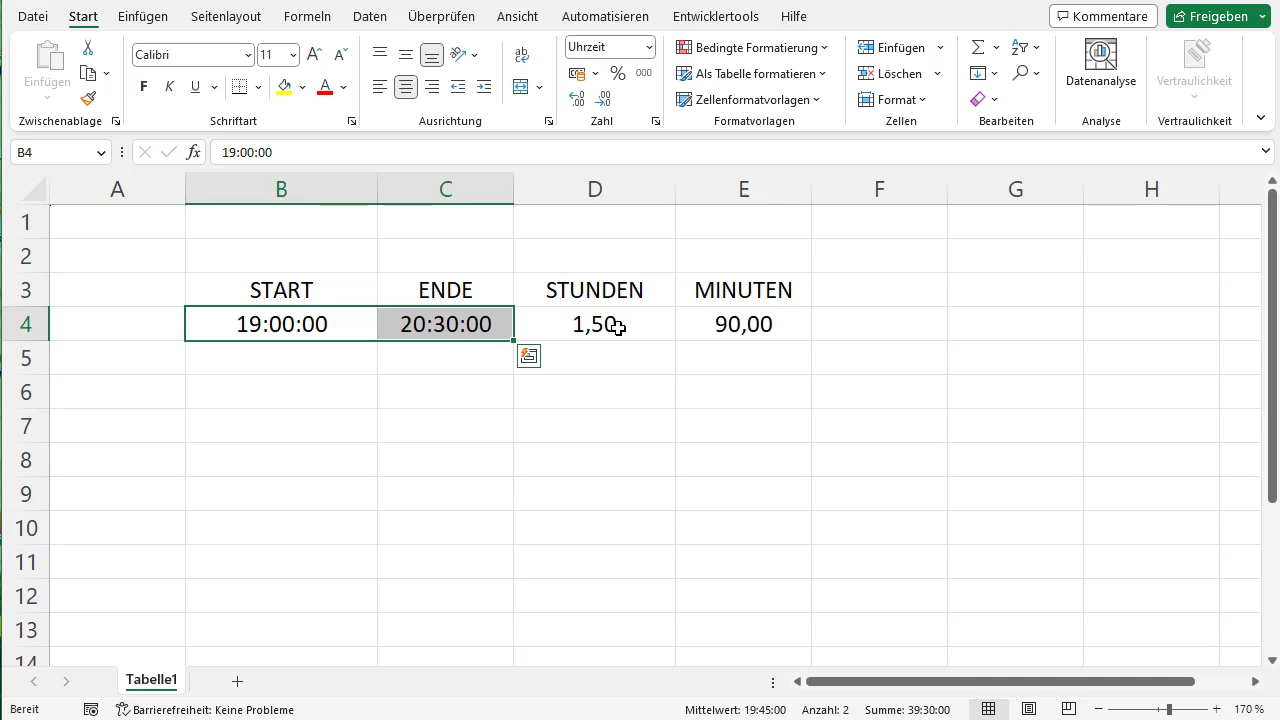 Datei Start Einfügen Seitenlayout Formeln Daten Überprüfen Ansicht Automatisieren Entwicklertools Hilfe Kommentare Freigeben
Einfügen
Zwischenablage
Calibri 11
F K U
Schriftart
Ausrichtung
Uhrzeit
% 000
Zahl
Bedingte Formatierung
Als Tabelle formatieren
Zellenformatvorlagen
Formatvorlagen
Einfügen
Löschen
Format
Zellen
Bearbeiten
Datenanalyse
Analyse
Vertraulichkeit
Vertraulichkeit
B4 fx 19:00:00
A B C D E F G H
1
2
3 START ENDE STUNDEN MINUTEN
4 19:00:00 20:30:00 1,50 90,00
5
6
7
8
9
10
11
12
13
14
Tabelle1
Bereit Barrierefreiheit: Keine Probleme Mittelwert: 19:45:00 Anzahl: 2 Summe: 39:30:00 170 %